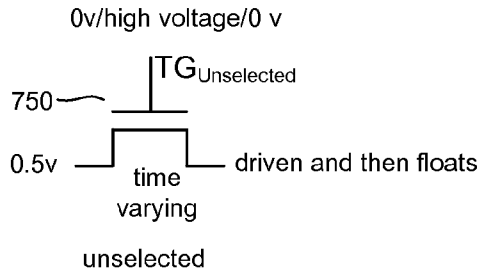 0v/high voltage/0 v
TGUnselected
750
0.5v
driven and then floats
time
varying
unselected